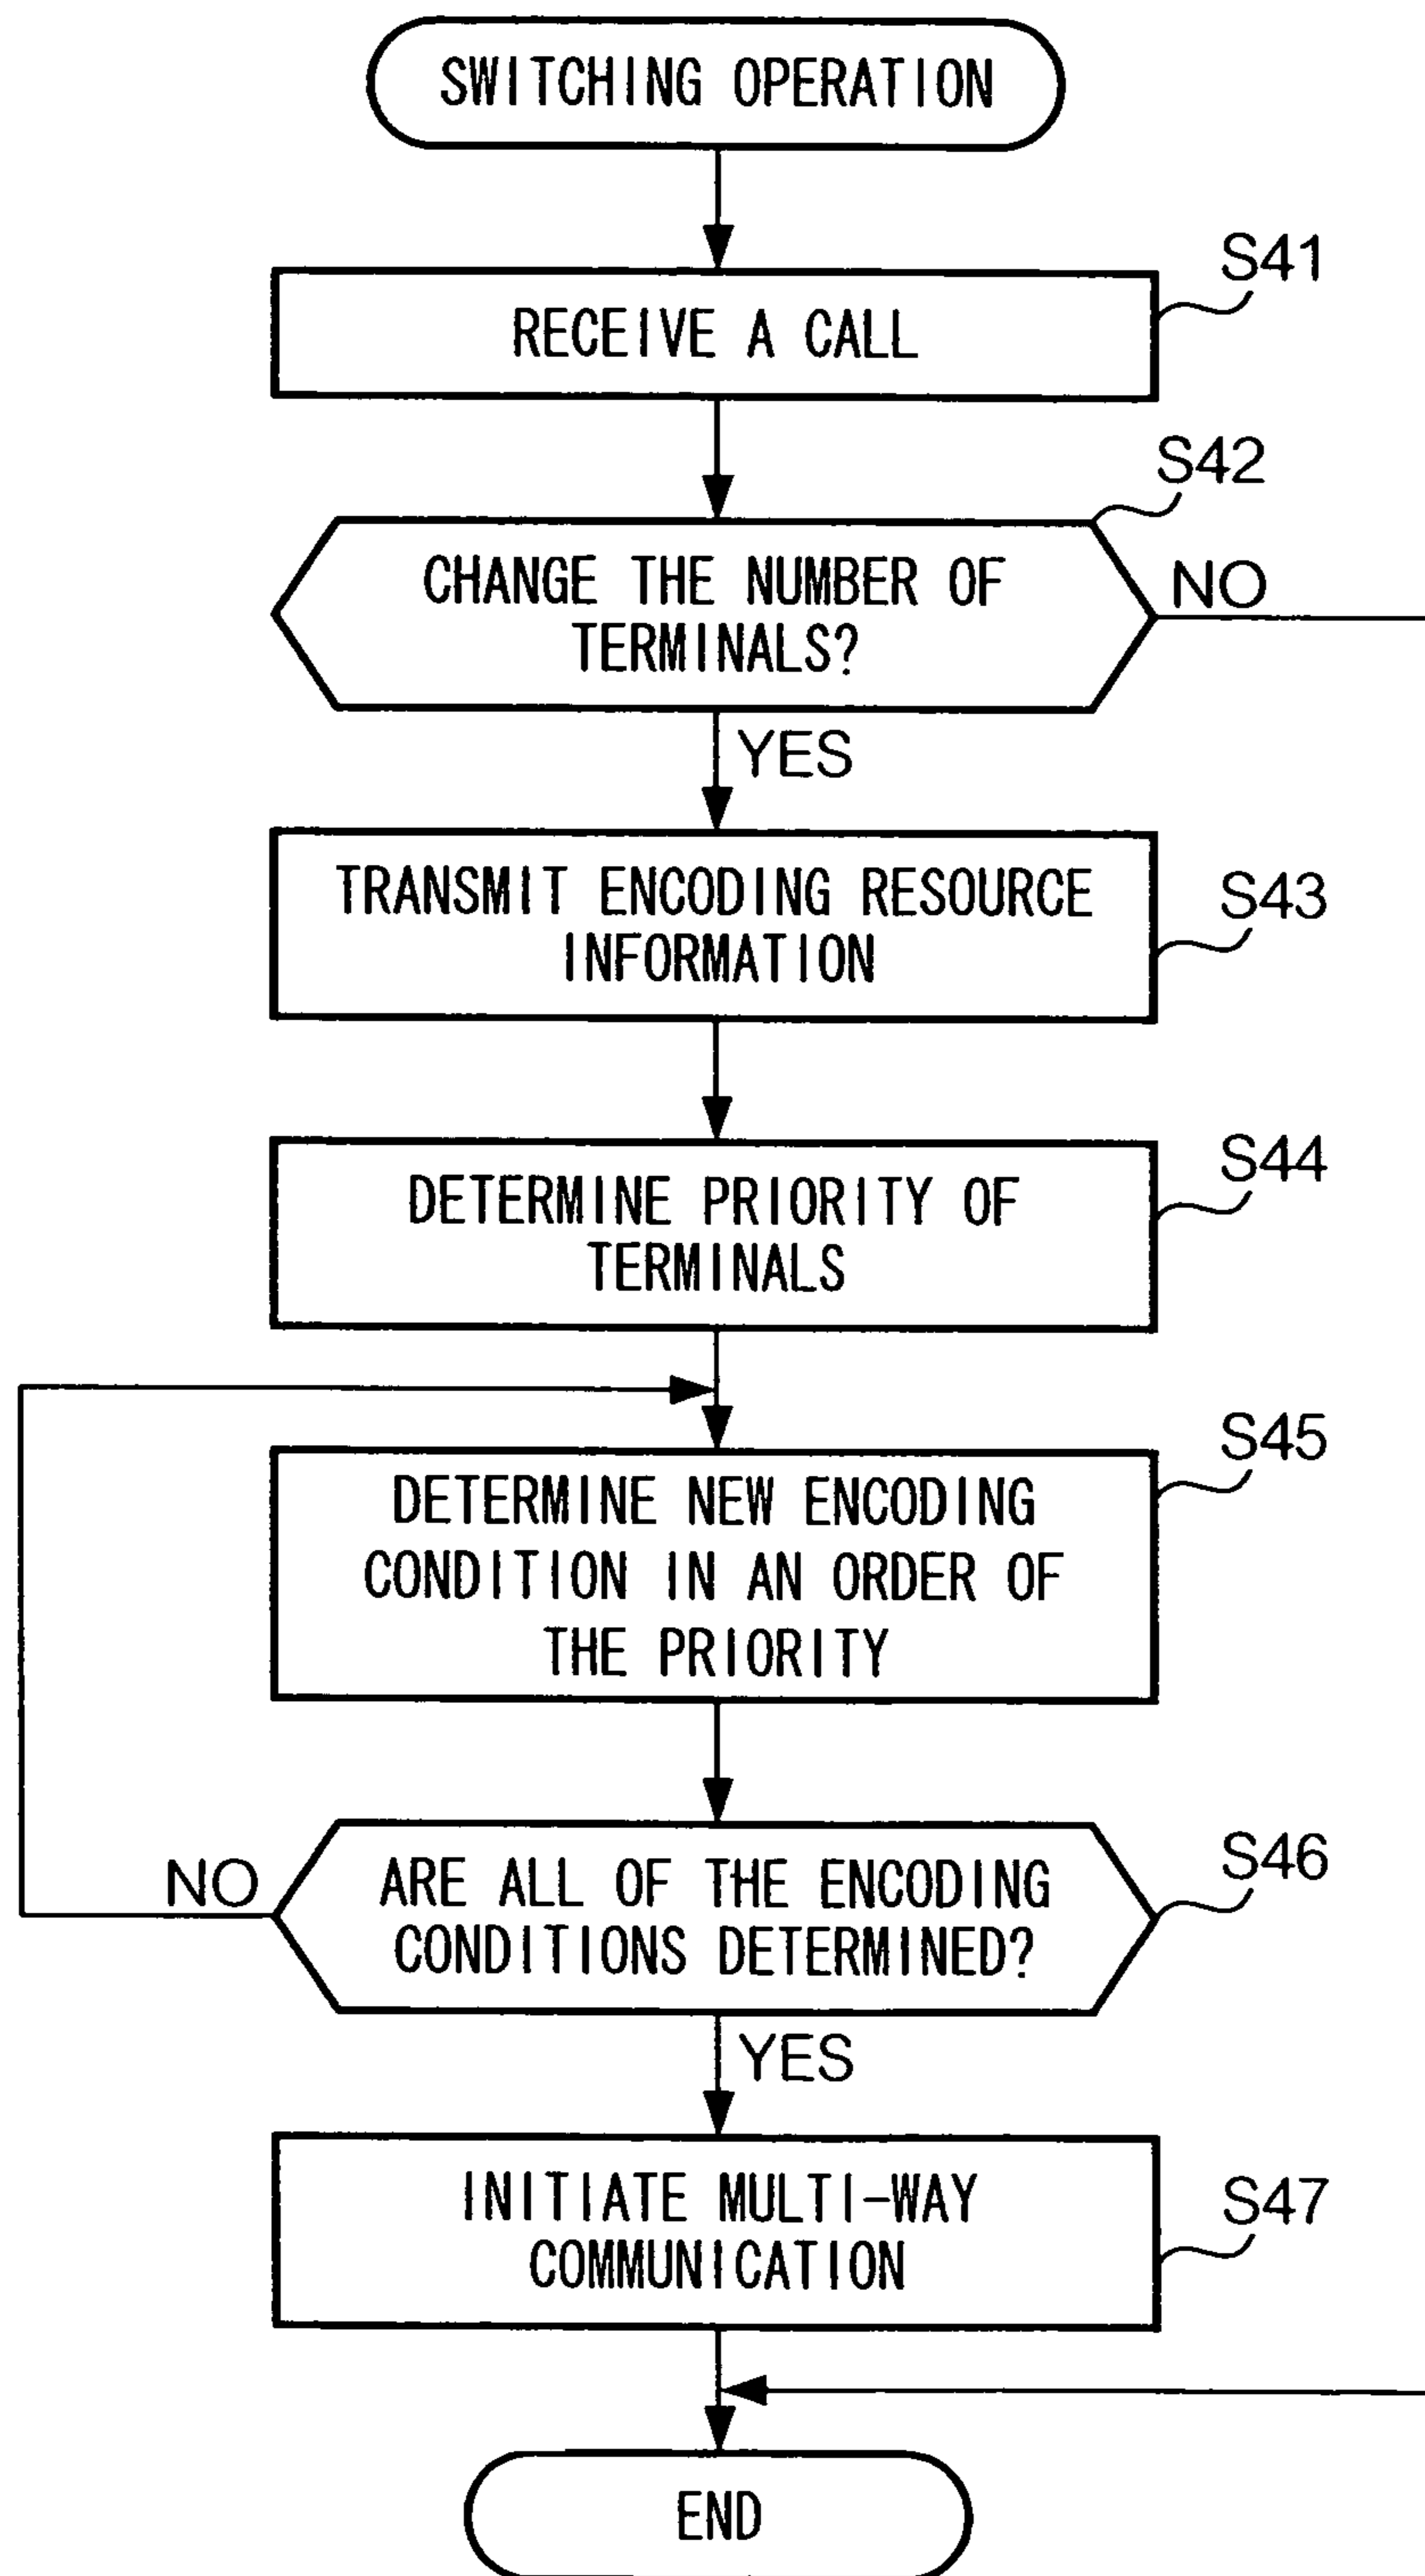 SWITCHING OPERATION
S41
RECEIVE A CALL
S42
CHANGE THE NUMBER OF
TERMINALS?
NO
YES
TRANSMIT ENCODING RESOURCE
INFORMATION
S43
S44
DETERMINE PRIORITY OF
TERMINALS
S45
DETERMINE NEW ENCODING
CONDITION IN AN ORDER OF
THE PRIORITY
S46
NO
ARE ALL OF THE ENCODING
CONDITIONS DETERMINED?
YES
INITIATE MULTI-WAY
COMMUNICATION
S47
END